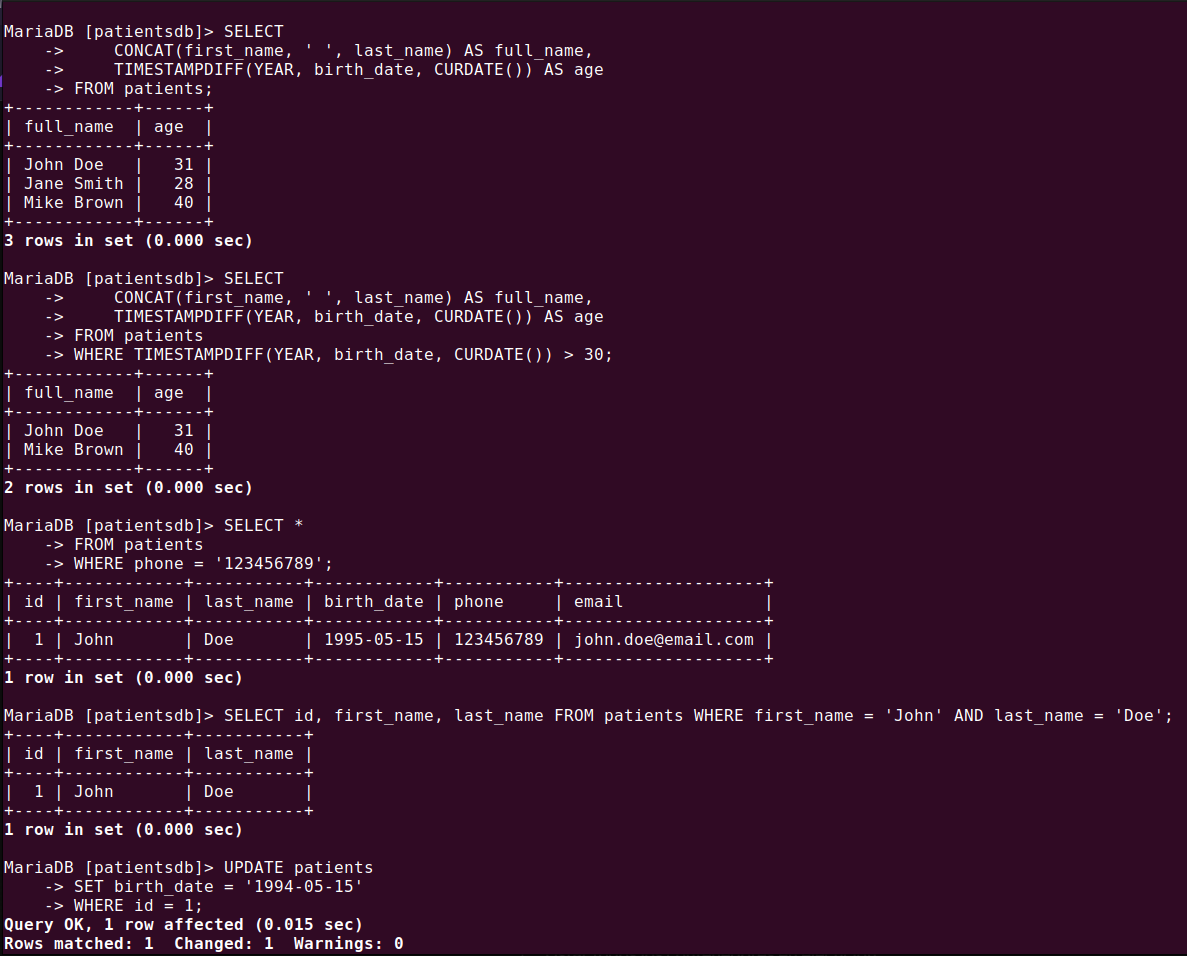 MariaDB [patientsdb]> SELECT
    ->     CONCAT(first_name, ' ', last_name) AS full_name,
    ->     TIMESTAMPDIFF(YEAR, birth_date, CURDATE()) AS age
    -> FROM patients;
+------------+------+
| full_name  | age  |
+------------+------+
| John Doe   |   31 |
| Jane Smith |   28 |
| Mike Brown |   40 |
+------------+------+
3 rows in set (0.000 sec)

MariaDB [patientsdb]> SELECT
    ->     CONCAT(first_name, ' ', last_name) AS full_name,
    ->     TIMESTAMPDIFF(YEAR, birth_date, CURDATE()) AS age
    -> FROM patients
    -> WHERE TIMESTAMPDIFF(YEAR, birth_date, CURDATE()) > 30;
+------------+------+
| full_name  | age  |
+------------+------+
| John Doe   |   31 |
| Mike Brown |   40 |
+------------+------+
2 rows in set (0.000 sec)

MariaDB [patientsdb]> SELECT *
    -> FROM patients
    -> WHERE phone = '123456789';
+----+------------+-----------+------------+-----------+--------------------+
| id | first_name | last_name | birth_date | phone     | email              |
+----+------------+-----------+------------+-----------+--------------------+
|  1 | John       | Doe       | 1995-05-15 | 123456789 | john.doe@email.com |
+----+------------+-----------+------------+-----------+--------------------+
1 row in set (0.000 sec)

MariaDB [patientsdb]> SELECT id, first_name, last_name FROM patients WHERE first_name = 'John' AND last_name = 'Doe';
+----+------------+-----------+
| id | first_name | last_name |
+----+------------+-----------+
|  1 | John       | Doe       |
+----+------------+-----------+
1 row in set (0.000 sec)

MariaDB [patientsdb]> UPDATE patients
    -> SET birth_date = '1994-05-15'
    -> WHERE id = 1;
Query OK, 1 row affected (0.015 sec)
Rows matched: 1  Changed: 1  Warnings: 0